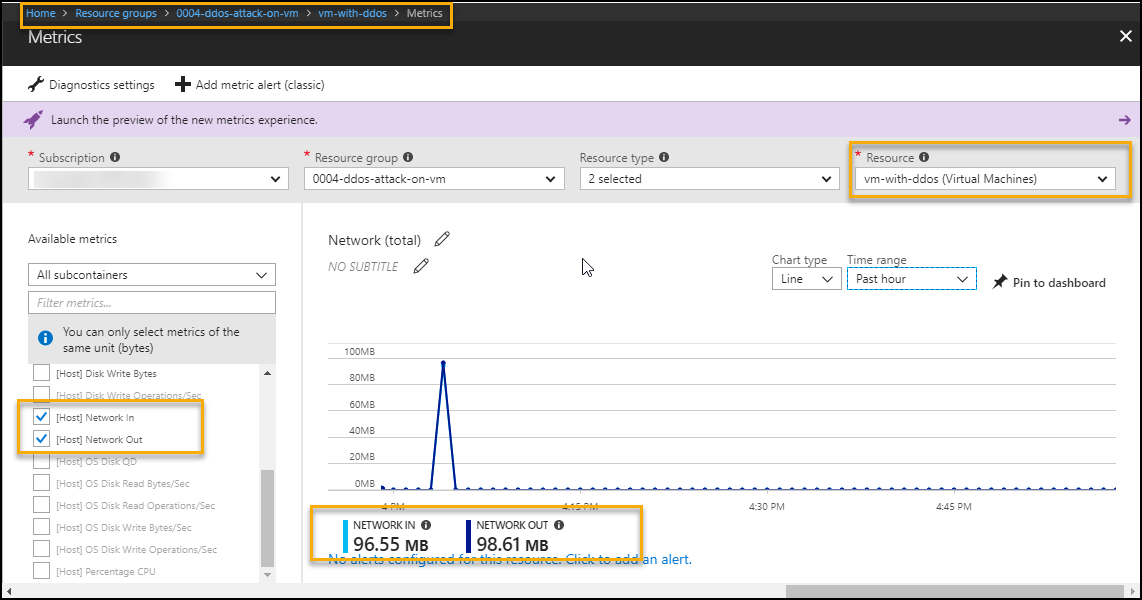 Home > Resource groups > 0004-ddos-attack-on-vm > vm-with-ddos > Metrics
Metrics
Diagnostics settings Add metric alert (classic)
Launch the preview of the new metrics experience.
* Subscription * Resource group Resource type * Resource
0004-ddos-attack-on-vm 2 selected vm-with-ddos (Virtual Machines)
Available metrics
All subcontainers
Filter metrics...
You can only select metrics of the
same unit (bytes)
[Host] Disk Write Bytes
[Host] Disk Write Operations/Sec
[Host] Network In
[Host] Network Out
[Host] OS Disk QD
[Host] OS Disk Read Bytes/Sec
[Host] OS Disk Read Operations/Sec
[Host] OS Disk Write Bytes/Sec
[Host] OS Disk Write Operations/Sec
[Host] Percentage CPU
Network (total)
NO SUBTITLE
Chart type Time range
Line Past hour Pin to dashboard
100MB
80MB
60MB
40MB
20MB
0MB
4 PM 4:15 PM 4:30 PM 4:45 PM
NETWORK IN NETWORK OUT
96.55 MB 98.61 MB
No alerts configured for this resource. Click to add an alert.